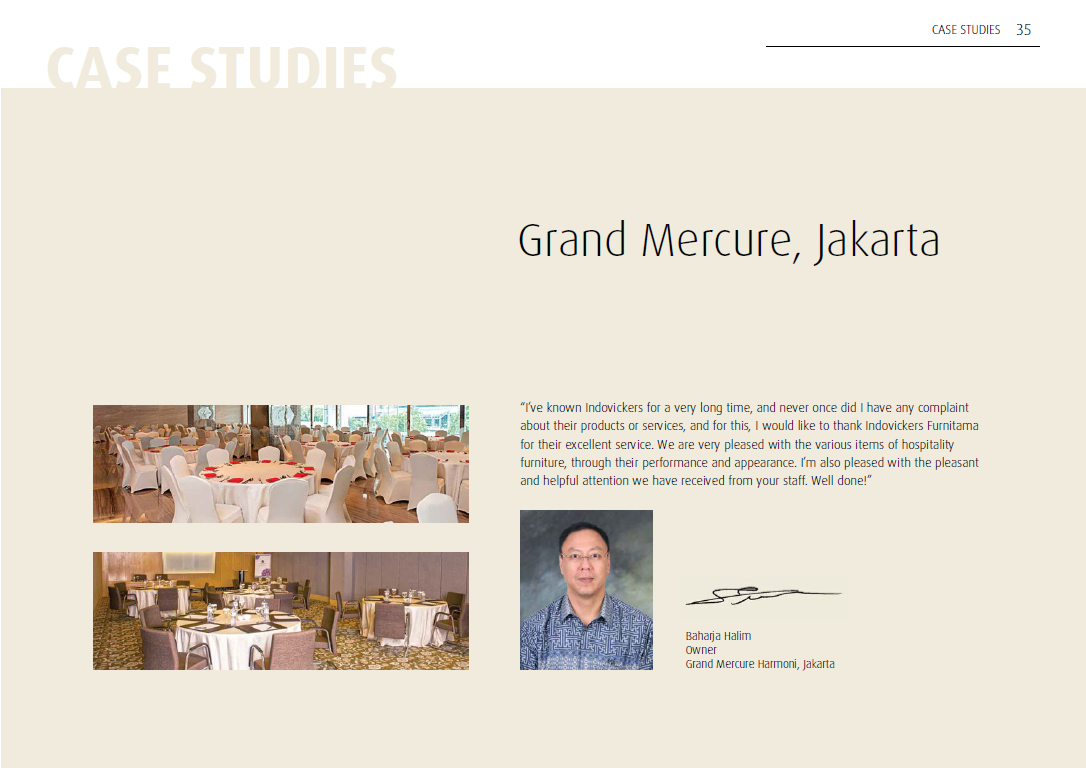 CASE STUDIES 35
CASE STUDIES
Grand Mercure, Jakarta
“I’ve known Indovickers for a very long time, and never once did I have any complaint
about their products or services, and for this, I would like to thank Indovickers Furnitama
for their excellent service. We are very pleased with the various items of hospitality
furniture, through their performance and appearance. I’m also pleased with the pleasant
and helpful attention we have received from your staff. Well done!”
Baharja Halim
Owner
Grand Mercure Harmoni, Jakarta